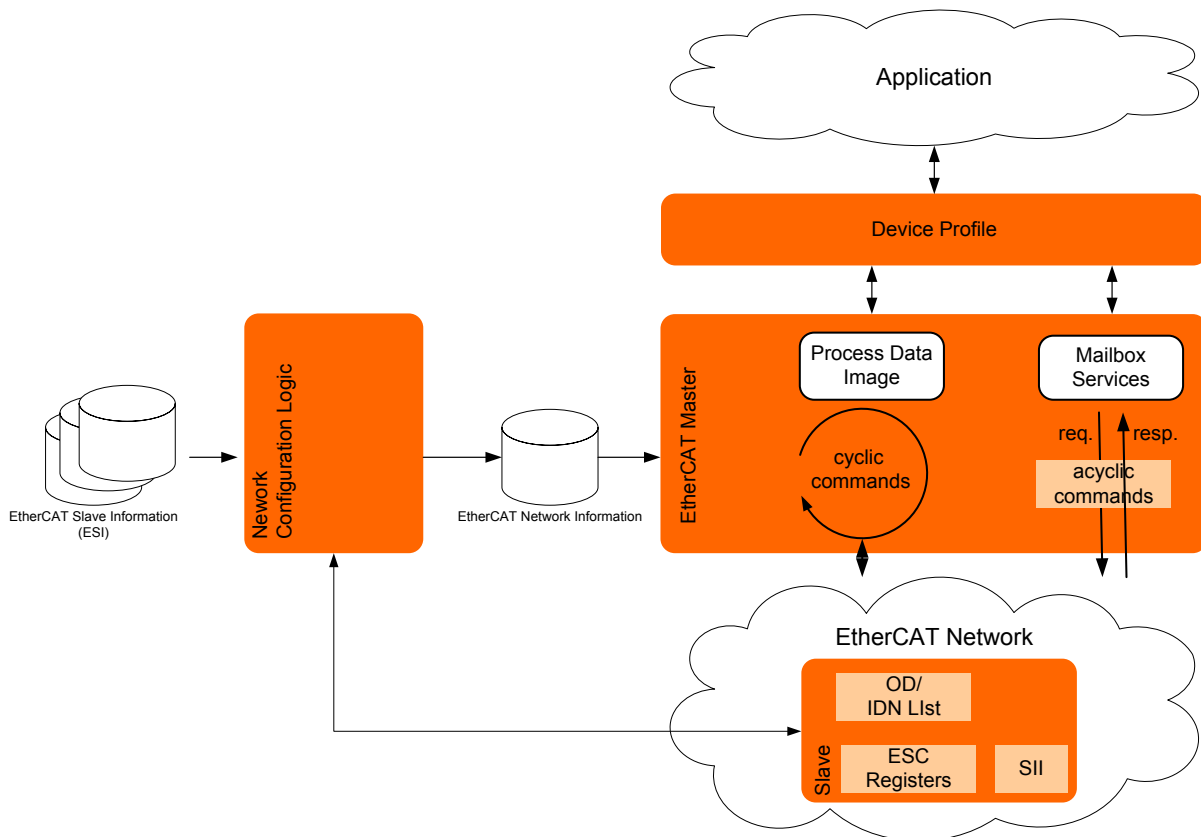 Application
Device Profile
Nework
Configuration Logic
EtherCAT Master
Process Data
Image
Mailbox
Services
cyclic
commands
req.
resp.
acyclic
commands
EtherCAT Slave Information
(ESI)
EtherCAT Network Information
EtherCAT Network
Slave
OD/
IDN LIst
ESC
Registers
SII